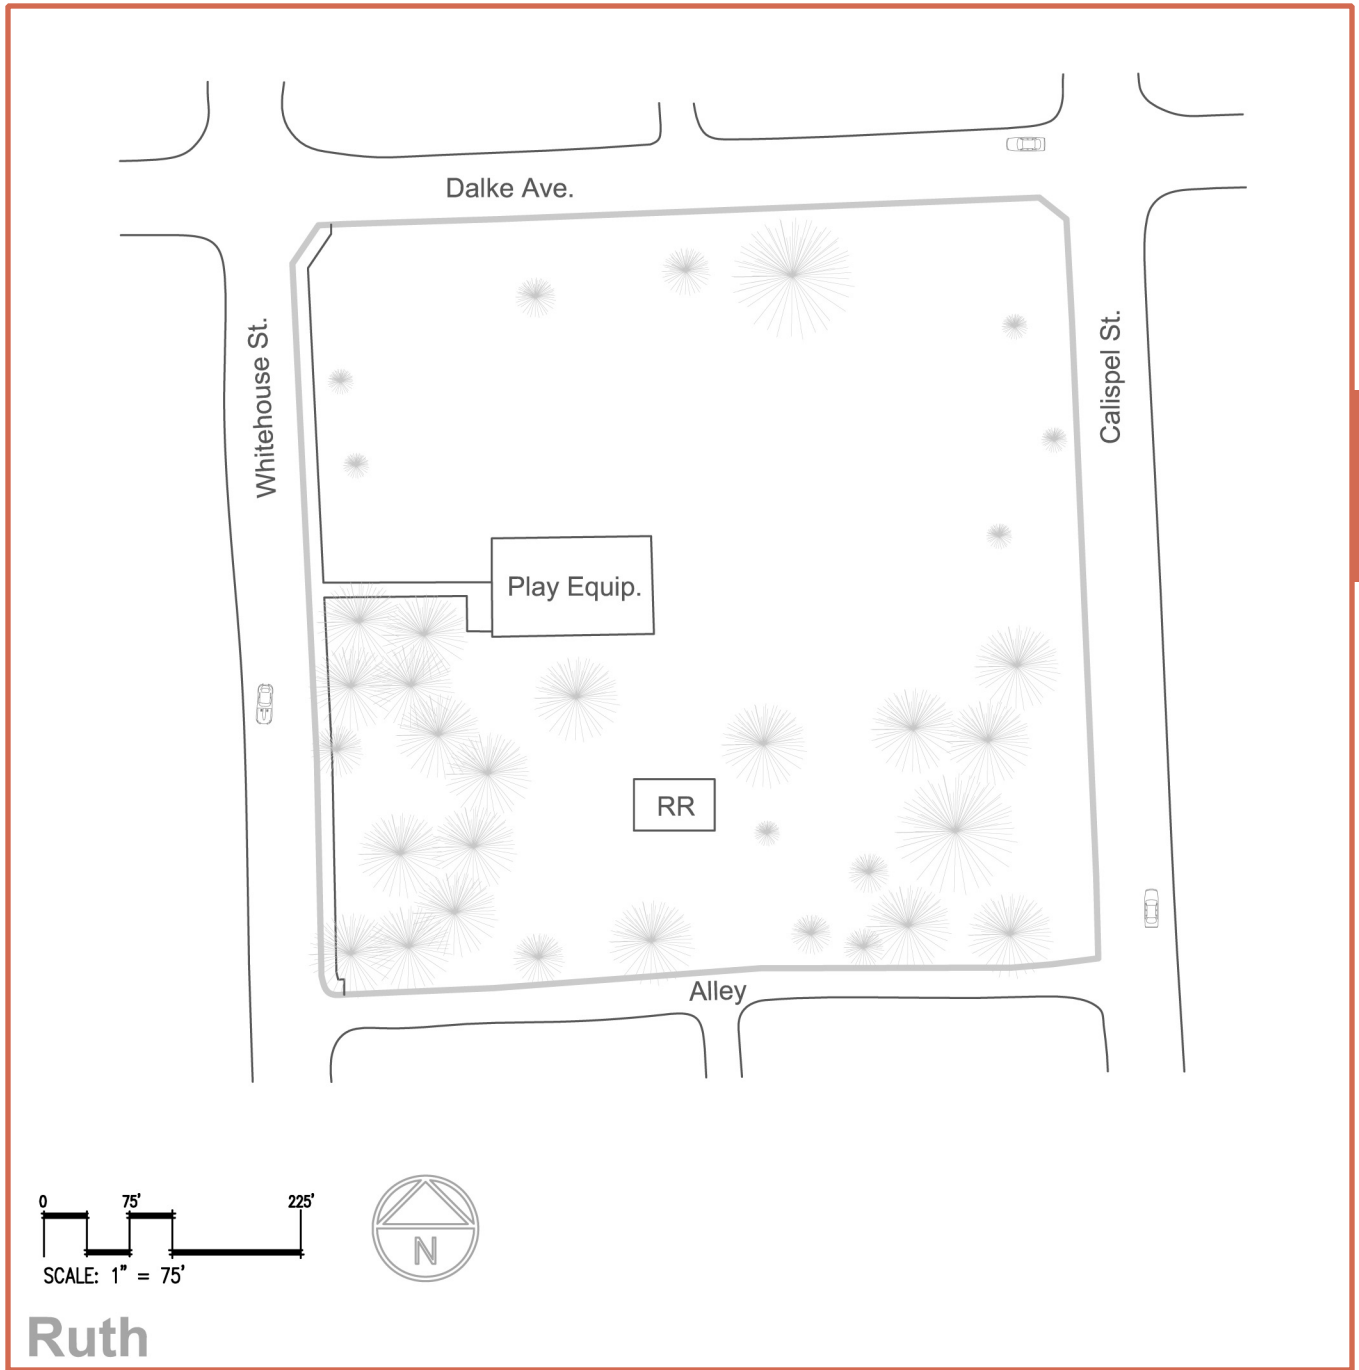 Dalke Ave.
Whitehouse St.
Calispel St.
Play Equip.
RR
Alley
0 75' 225'
SCALE: 1" = 75'
N
Ruth